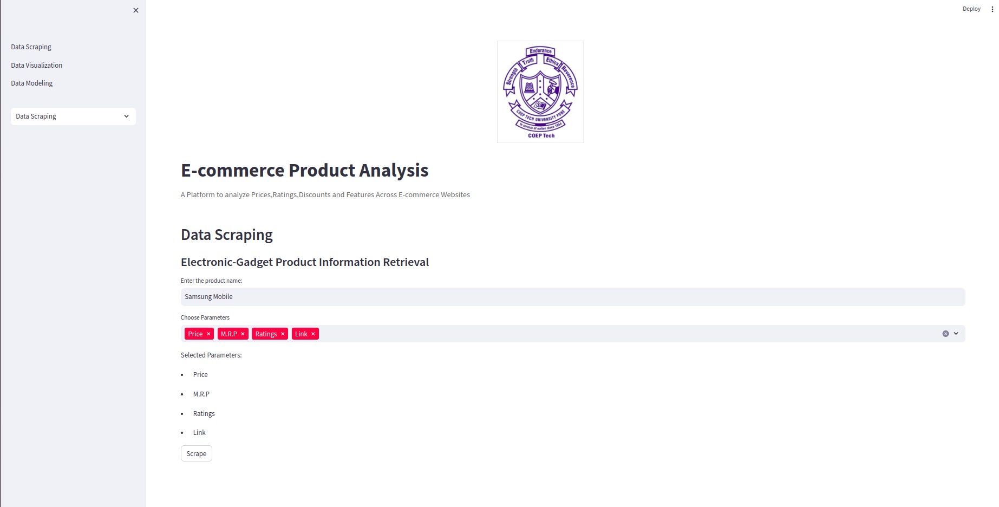 Deploy
Data Scraping
Data Visualization
Data Modeling
Data Scraping
Endurance
Truth
Ethics
Strength
Reverence
COEP TECH UNIVERSITY PUNE
In service of nation since 1854
COEP Tech
E-commerce Product Analysis
A Platform to analyze Prices,Ratings,Discounts and Features Across E-commerce Websites
Data Scraping
Electronic-Gadget Product Information Retrieval
Enter the product name:
Samsung Mobile
Choose Parameters
Price M.R.P Ratings Link
Selected Parameters:
• Price
• M.R.P
• Ratings
• Link
Scrape